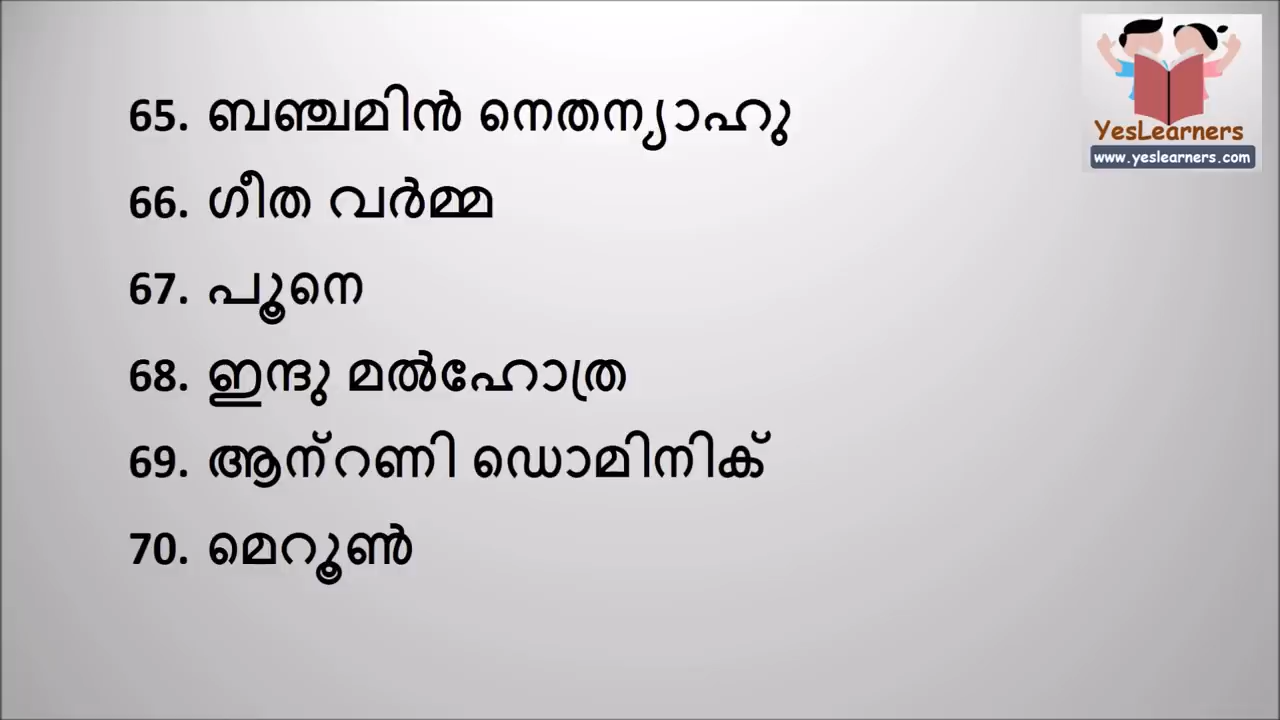 65. ബഞ്ചമിൻ നെതന്യാഹു
66. ഗീത വർമ്മ
67. പൂനെ
68. ഇന്ദു മൽഹോത്ര
69. ആന്റണി ഡൊമിനിക്
70. മെറൂൺ
YesLearners
www.yeslearners.com